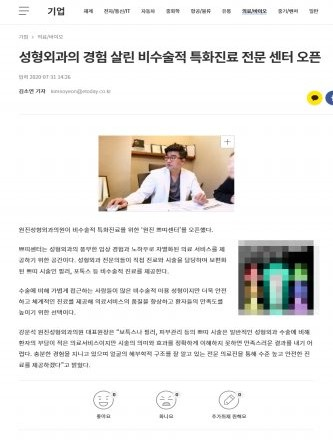 기업
재계
전자/통신/IT
자동차
중화학
항공/물류
유통
의료/바이오
중기/벤처
일반
기업 › 의료/바이오
성형외과의 경험 살린 비수술적 특화진료 전문 센터 오픈
입력 2020-07-31 14:26
김소연 기자
원진성형외과의원이 비수술적 특화진료를 위한 '원진 쁘띠센터'를 오픈했다.
쁘띠센터는 성형외과의 풍부한 임상 경험과 노하우로 차별화된 의료 서비스를 제
공하기 위한 공간이다. 성형외과 전문의들이 직접 진료와 시술을 담당하며 보편화
된 쁘띠 시술인 필러, 보톡스 등 비수술적 진료를 제공한다.
수술에 비해 가볍게 접근하는 사람들이 많은 비수술적 미용 성형이지만 더욱 안전
하고 체계적인 진료를 제공해 의료서비스의 품질을 향상하고 환자들의 만족도를
높이기 위한 선택이다.
강문석 원진성형외과의원 대표원장은 "보톡스나 필러, 피부관리 등의 쁘띠 시술은 일반적인 성형외과 수술에 비해
환자의 부담이 적은 의료서비스이지만 시술의 의미와 효과를 정확하게 이해하지 못하면 만족스러운 결과를 내기 어
렵다. 충분한 경험을 지니고 있으며 얼굴의 해부학적 구조를 잘 알고 있는 전문 의료진을 통해 수준 높고 안전한 진
료를 제공하겠다"고 밝혔다.
좋아요
화나요
추가취재 원해요